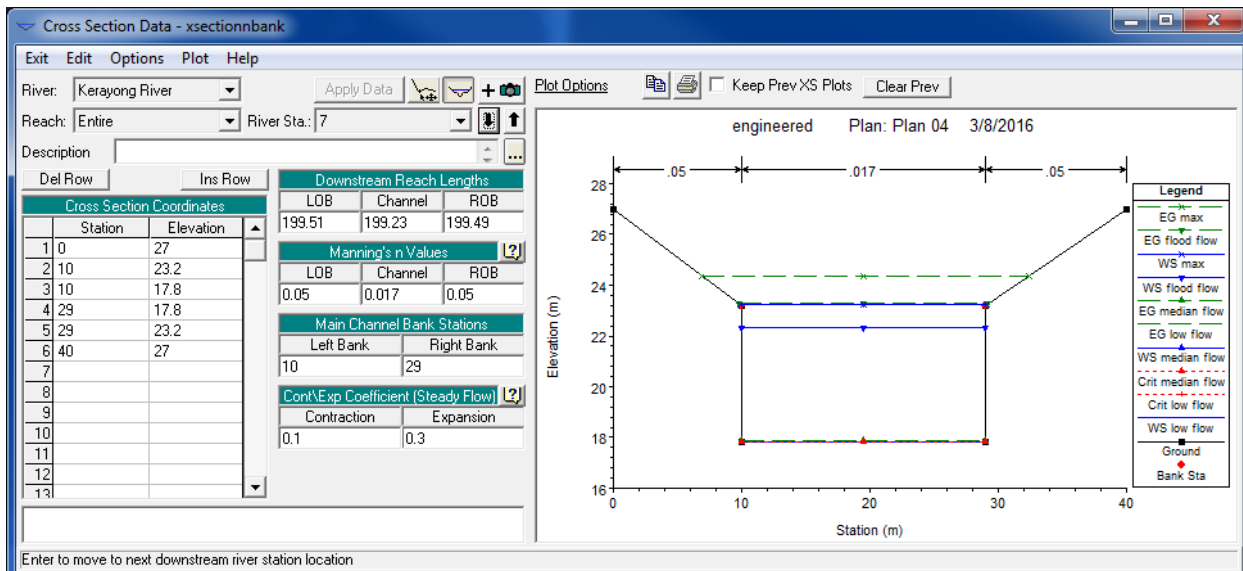 Cross Section Data - xsectionnbank
Exit Edit Options Plot Help
River: Kerayong River
Apply Data
Plot Options
Keep Prev XS Plots
Clear Prev
Reach: Entire
River Sta.: 7
Description
...
Del Row
Ins Row
Cross Section Coordinates
Station Elevation
1 0 27
2 10 23.2
3 10 17.8
4 29 17.8
5 29 23.2
6 40 27
7
8
9
10
11
12
13
Downstream Reach Lengths
LOB Channel ROB
199.51 199.23 199.49
Manning's n Values
LOB Channel ROB
0.05 0.017 0.05
Main Channel Bank Stations
Left Bank Right Bank
10 29
Cont\Exp Coefficient (Steady Flow)
Contraction Expansion
0.1 0.3
engineered Plan: Plan 04 3/8/2016
.05 .017 .05
28
26
24
22
20
18
16
Elevation (m)
0 10 20 30 40
Station (m)
Legend
EG max
EG flood flow
WS max
WS flood flow
EG median flow
EG low flow
WS median flow
Crit median flow
Crit low flow
WS low flow
Ground
Bank Sta
Enter to move to next downstream river station location